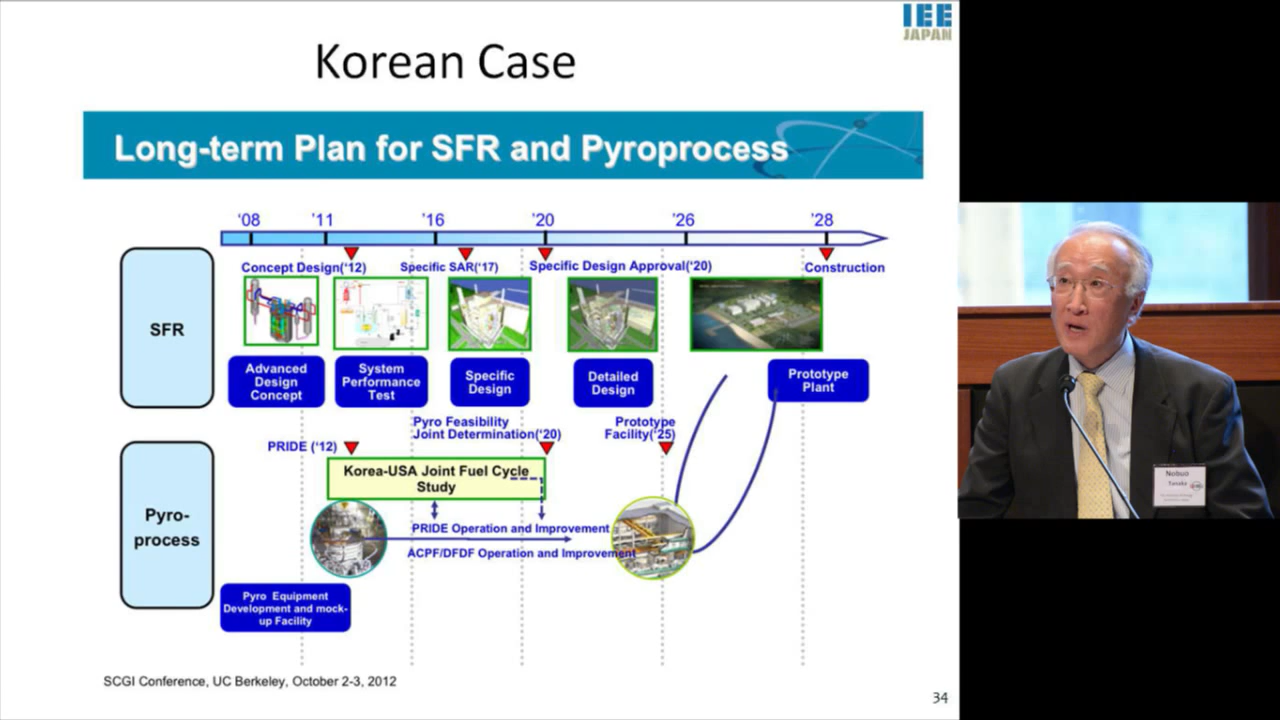 IEE
JAPAN
Korean Case
Long-term Plan for SFR and Pyroprocess
'08 '11 '16 '20 '26 '28
Concept Design('12) Specific SAR('17) Specific Design Approval('20) Construction
SFR
Advanced
Design
Concept
System
Performance
Test
Specific
Design
Detailed
Design
Prototype
Plant
Pyro Feasibility
Joint Determination('20)
Prototype
Facility('25)
PRIDE ('12)
Korea-USA Joint Fuel Cycle
Study
Pyro-
process
PRIDE Operation and Improvement
ACPF/DFDF Operation and Improvement
Pyro Equipment
Development and mock-
up Facility
SCGI Conference, UC Berkeley, October 2-3, 2012
34
Nobuo
Tanaka